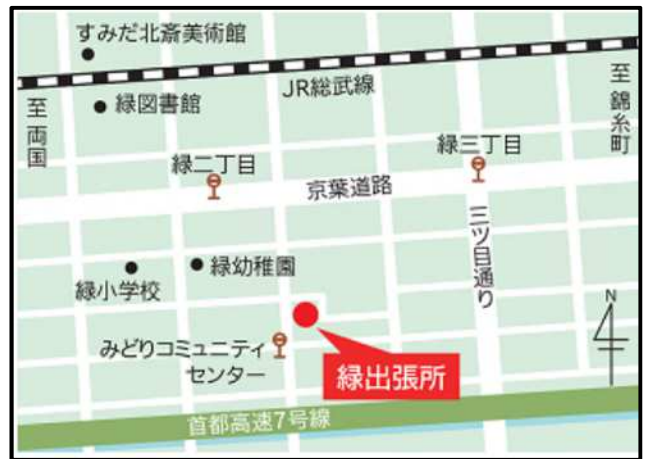 すみだ北斎美術館
JR総武線
至錦糸町
至両国
緑図書館
緑二丁目
京葉道路
緑三丁目
三ツ目通り
緑小学校
緑幼稚園
N
みどりコミュニティ
センター
緑出張所
首都高速7号線